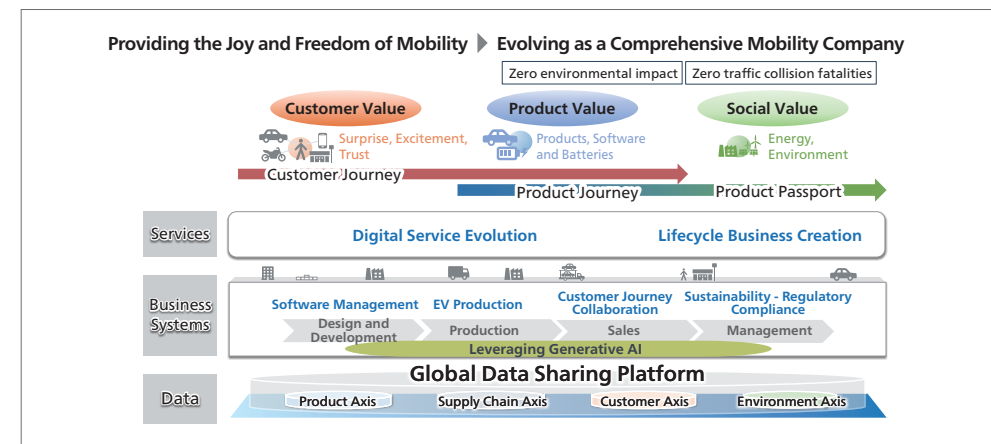 Providing the Joy and Freedom of Mobility
Evolving as a Comprehensive Mobility Company
Zero environmental impact
Zero traffic collision fatalities
Customer Value
Product Value
Social Value
Surprise, Excitement,
Trust
Products, Software
and Batteries
Energy,
Environment
Customer Journey
Product Journey
Product Passport
Services
Digital Service Evolution
Lifecycle Business Creation
Business
Systems
Software Management
EV Production
Customer Journey
Collaboration
Sustainability - Regulatory
Compliance
Design and
Development
Production
Sales
Management
Leveraging Generative AI
Data
Global Data Sharing Platform
Product Axis
Supply Chain Axis
Customer Axis
Environment Axis